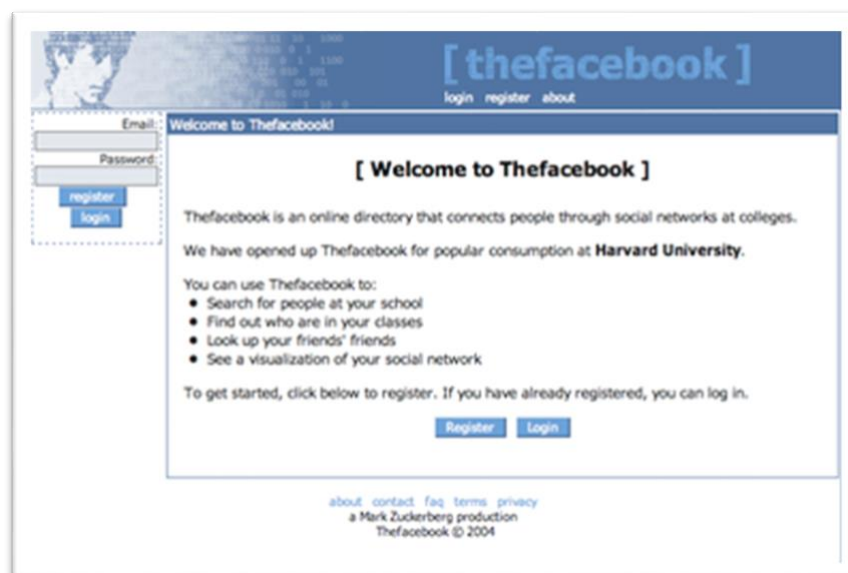 [ thefacebook ]
login register about
Email:
Password:
register
login
Welcome to Thefacebook!
[ Welcome to Thefacebook ]
Thefacebook is an online directory that connects people through social networks at colleges.
We have opened up Thefacebook for popular consumption at Harvard University.
You can use Thefacebook to:
• Search for people at your school
• Find out who are in your classes
• Look up your friends' friends
• See a visualization of your social network
To get started, click below to register. If you have already registered, you can log in.
Register Login
about contact faq terms privacy
a Mark Zuckerberg production
Thefacebook © 2004